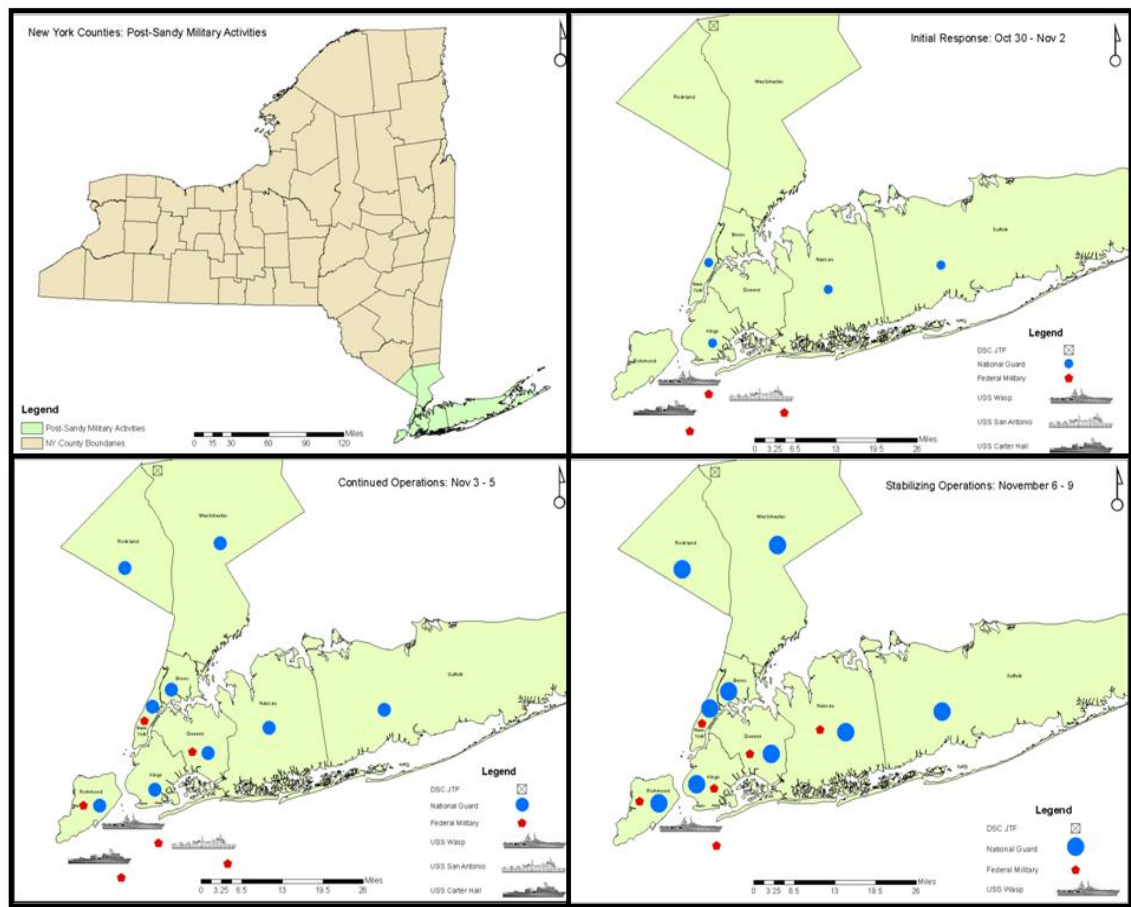 New York Counties: Post-Sandy Military Activities
Legend
Post-Sandy Military Activities
NY County Boundaries
0 15 30 60 90 120
Miles
Initial Response: Oct 30 - Nov 2
Westchester
Rockland
Bronx
Suffolk
Nassau
New
York
Queens
Kings
Richmond
Legend
DSC JTF
National Guard
Federal Military
USS Wasp
USS San Antonio
USS Carter Hall
Miles
0 3.25 6.5 13 19.5 26
Continued Operations: Nov 3 - 5
Westchester
Rockland
Bronx
Suffolk
Nassau
New
York
Queens
Kings
Richmond
Legend
DSC JTF
National Guard
Federal Military
USS Wasp
USS San Antonio
USS Carter Hall
Miles
0 3.25 6.5 13 19.5 26
Stabilizing Operations: November 6 - 9
Westchester
Rockland
Bronx
Suffolk
Nassau
New
York
Queens
Kings
Richmond
Legend
DSC JTF
National Guard
Federal Military
USS Wasp
Miles
0 3.25 6.5 13 19.5 26